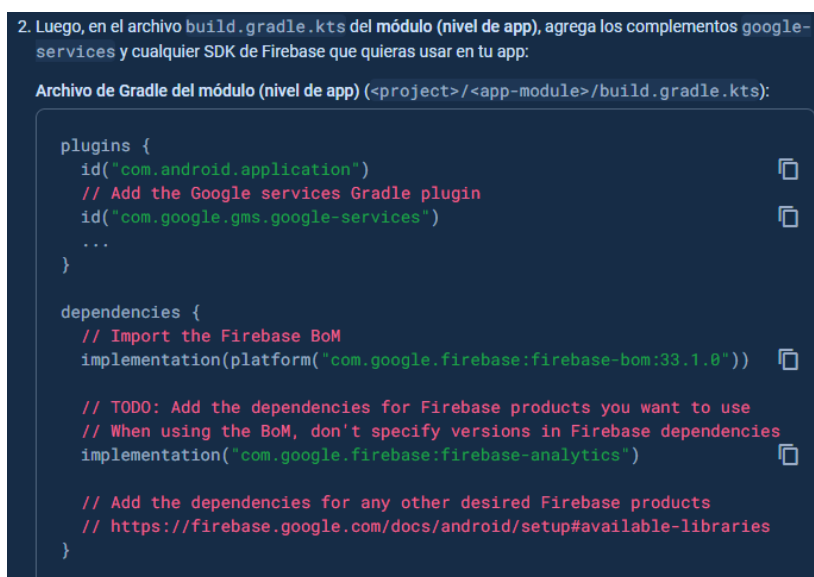 2. Luego, en el archivo build.gradle.kts del módulo (nivel de app), agrega los complementos google-
services y cualquier SDK de Firebase que quieras usar en tu app:
Archivo de Gradle del módulo (nivel de app) (<project>/<app-module>/build.gradle.kts):
plugins {
  id("com.android.application")
  // Add the Google services Gradle plugin
  id("com.google.gms.google-services")
  ...
}
dependencies {
  // Import the Firebase BoM
  implementation(platform("com.google.firebase:firebase-bom:33.1.0"))
  // TODO: Add the dependencies for Firebase products you want to use
  // When using the BoM, don't specify versions in Firebase dependencies
  implementation("com.google.firebase:firebase-analytics")
  // Add the dependencies for any other desired Firebase products
  // https://firebase.google.com/docs/android/setup#available-libraries
}